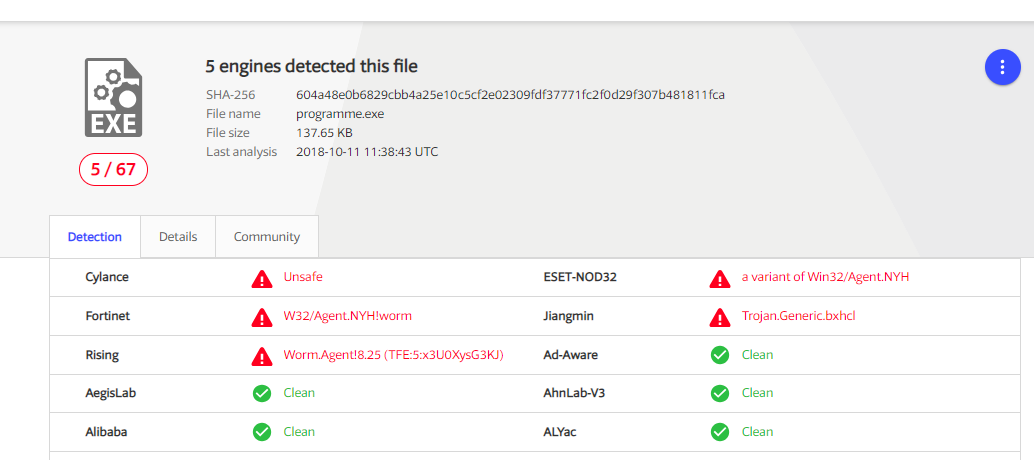 5 engines detected this file
SHA-256 604a48e0b6829cbb4a25e10c5cf2e02309fdf37771fc2f0d29f307b481811fca
File name programme.exe
File size 137.65 KB
Last analysis 2018-10-11 11:38:43 UTC
EXE
5 / 67
Detection Details Community
Cylance Unsafe ESET-NOD32 a variant of Win32/Agent.NYH
Fortinet W32/Agent.NYH!worm Jiangmin Trojan.Generic.bxhcl
Rising Worm.Agent!8.25 (TFE:5:x3U0XysG3KJ) Ad-Aware Clean
AegisLab Clean AhnLab-V3 Clean
Alibaba Clean ALYac Clean